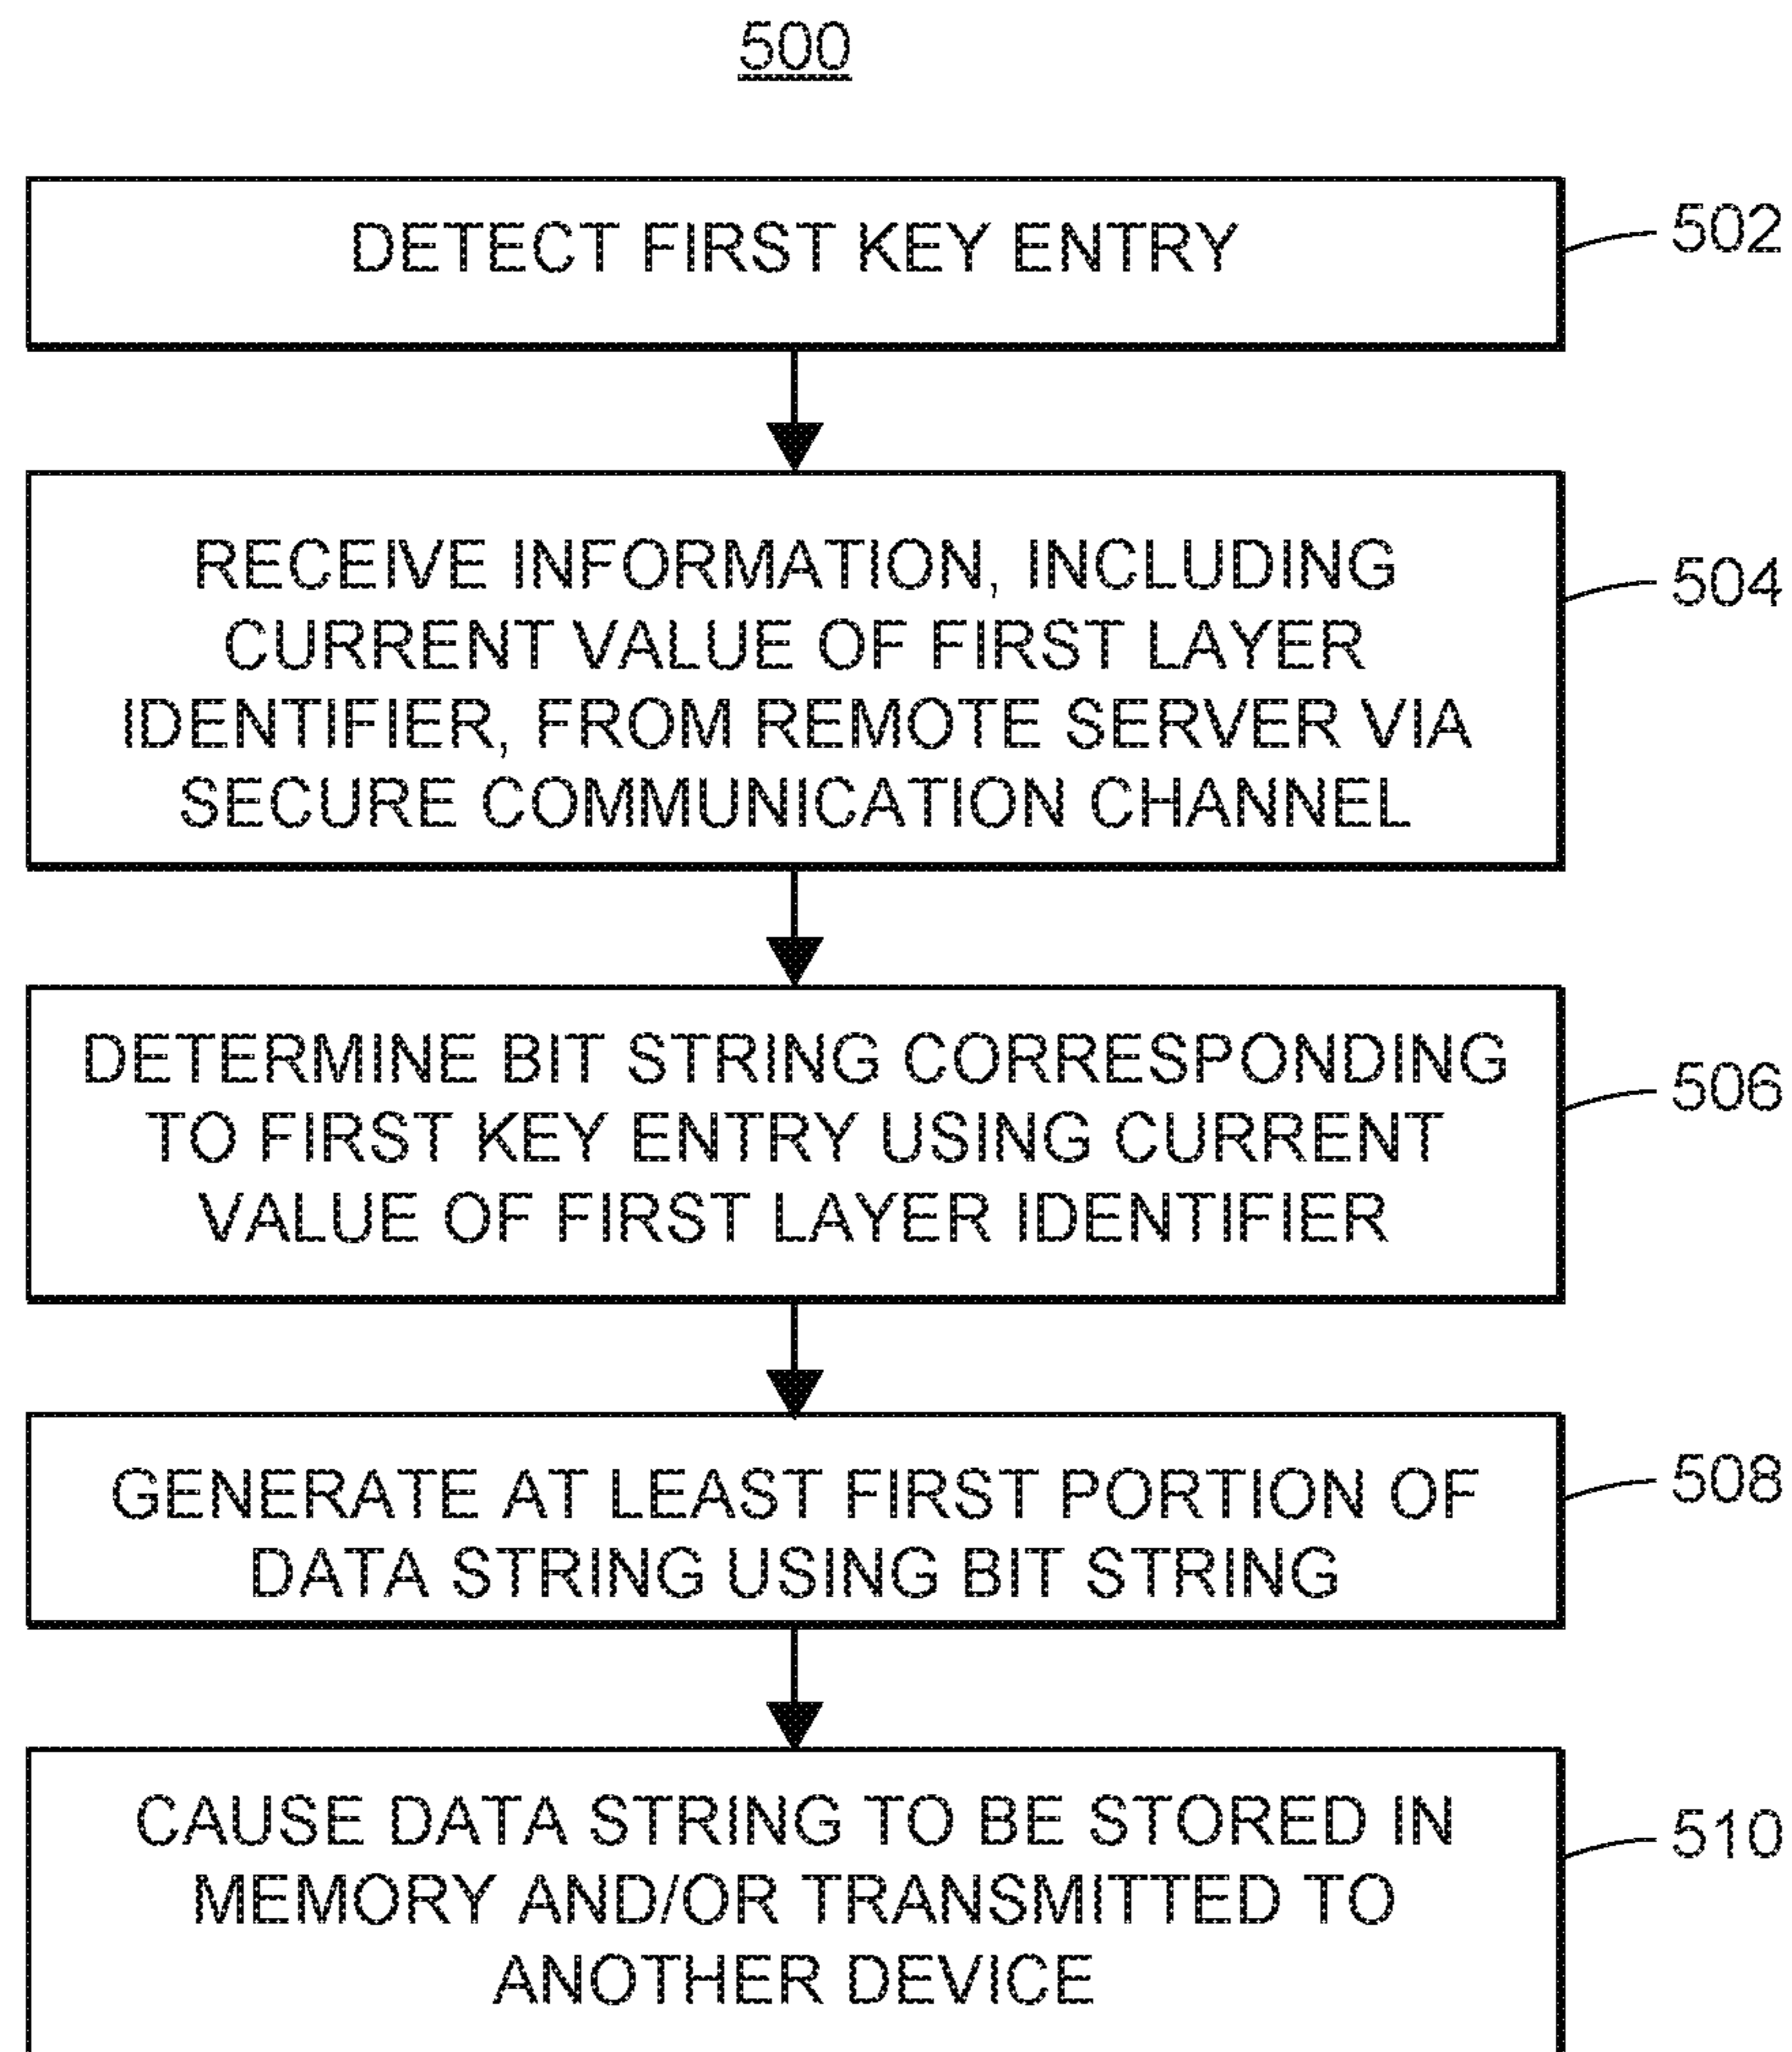 500
DETECT FIRST KEY ENTRY
502
RECEIVE INFORMATION, INCLUDING
CURRENT VALUE OF FIRST LAYER
IDENTIFIER, FROM REMOTE SERVER VIA
SECURE COMMUNICATION CHANNEL
504
DETERMINE BIT STRING CORRESPONDING
TO FIRST KEY ENTRY USING CURRENT
VALUE OF FIRST LAYER IDENTIFIER
506
GENERATE AT LEAST FIRST PORTION OF
DATA STRING USING BIT STRING
508
CAUSE DATA STRING TO BE STORED IN
MEMORY AND/OR TRANSMITTED TO
ANOTHER DEVICE
510